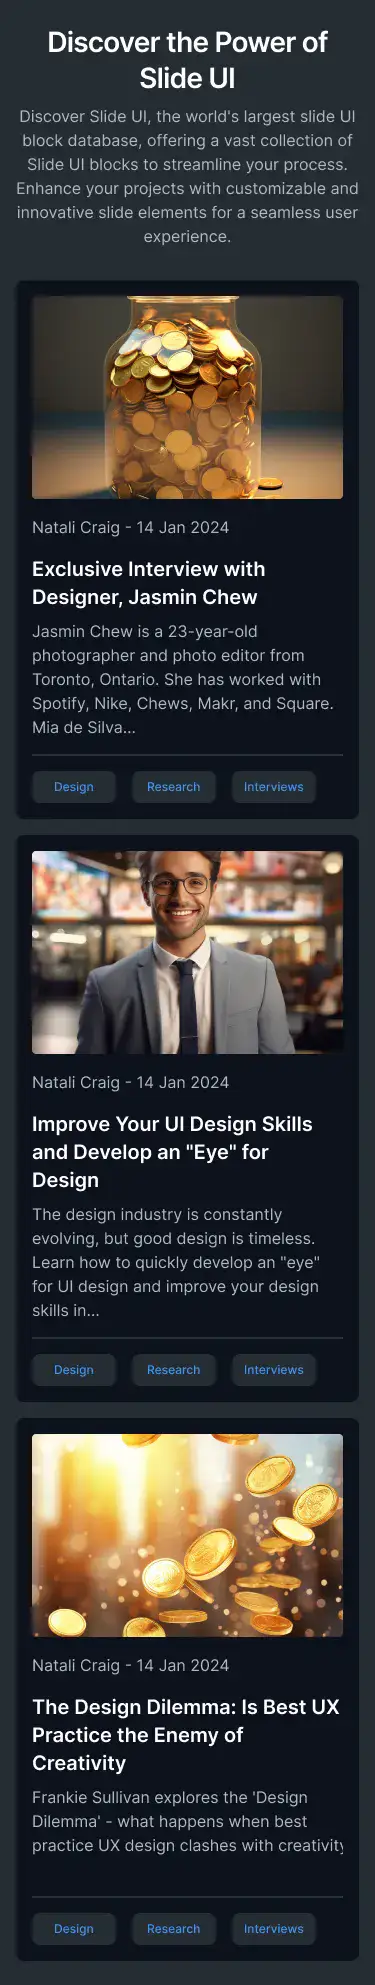 Discover the Power of
Slide UI
Discover Slide UI, the world's largest slide UI
block database, offering a vast collection of
Slide UI blocks to streamline your process.
Enhance your projects with customizable and
innovative slide elements for a seamless user
experience.
Natali Craig - 14 Jan 2024
Exclusive Interview with
Designer, Jasmin Chew
Jasmin Chew is a 23-year-old
photographer and photo editor from
Toronto, Ontario. She has worked with
Spotify, Nike, Chews, Makr, and Square.
Mia de Silva...
Design Research Interviews
Natali Craig - 14 Jan 2024
Improve Your UI Design Skills
and Develop an "Eye" for
Design
The design industry is constantly
evolving, but good design is timeless.
Learn how to quickly develop an "eye"
for UI design and improve your design
skills in...
Design Research Interviews
Natali Craig - 14 Jan 2024
The Design Dilemma: Is Best UX
Practice the Enemy of
Creativity
Frankie Sullivan explores the 'Design
Dilemma' - what happens when best
practice UX design clashes with creativity
Design Research Interviews